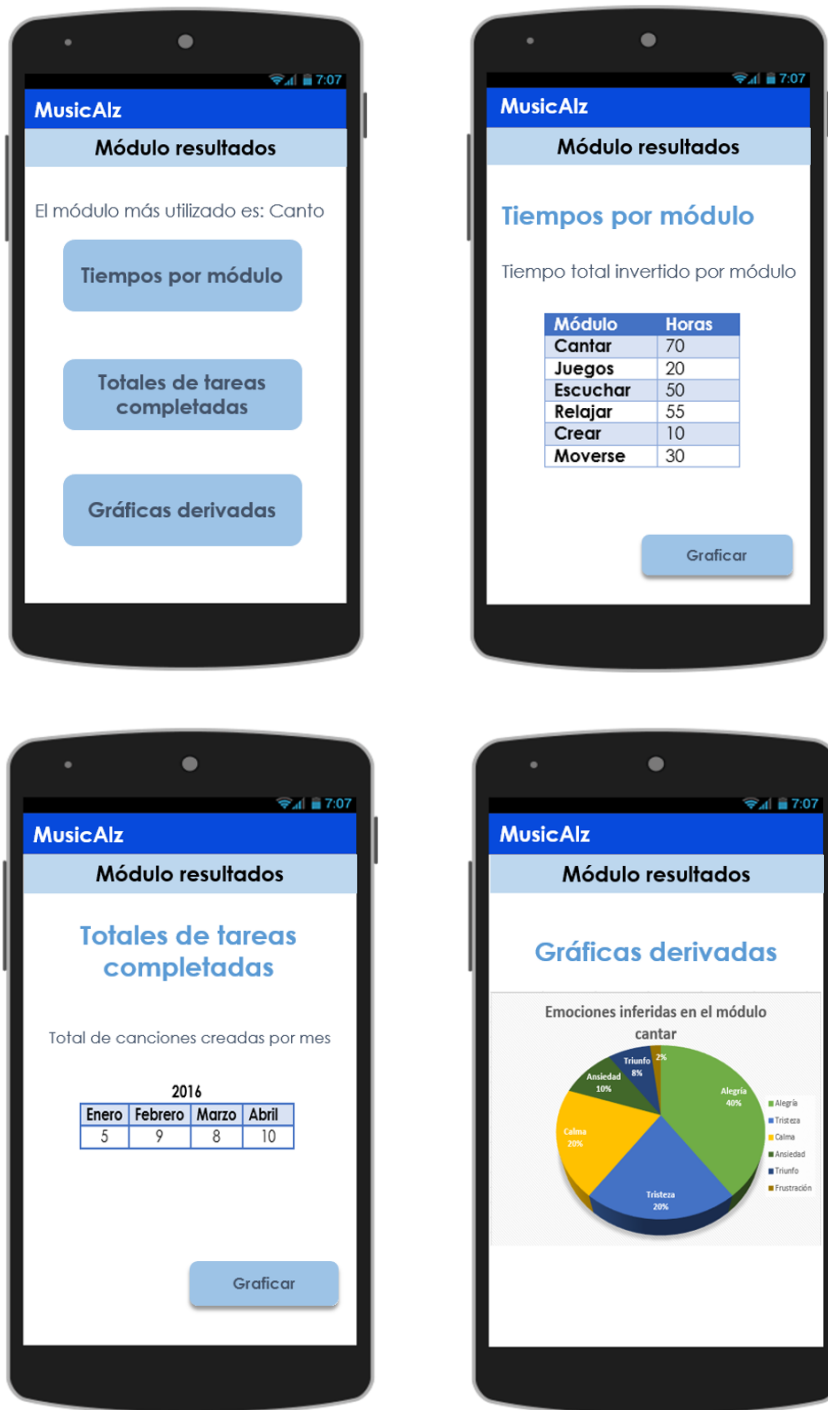 7:07
MusicAlz
Módulo resultados
El módulo más utilizado es: Canto
Tiempos por módulo
Totales de tareas
completadas
Gráficas derivadas
7:07
MusicAlz
Módulo resultados
Tiempos por módulo
Tiempo total invertido por módulo
Módulo Horas
Cantar 70
Juegos 20
Escuchar 50
Relajar 55
Crear 10
Moverse 30
Graficar
7:07
MusicAlz
Módulo resultados
Totales de tareas
completadas
Total de canciones creadas por mes
2016
Enero Febrero Marzo Abril
5 9 8 10
Graficar
7:07
MusicAlz
Módulo resultados
Gráficas derivadas
Emociones inferidas en el módulo
cantar
Triunfo
8%
2%
Ansiedad
10%
Alegría
40%
Calma
20%
Tristeza
20%
Alegría
Tristeza
Calma
Ansiedad
Triunfo
Frustración